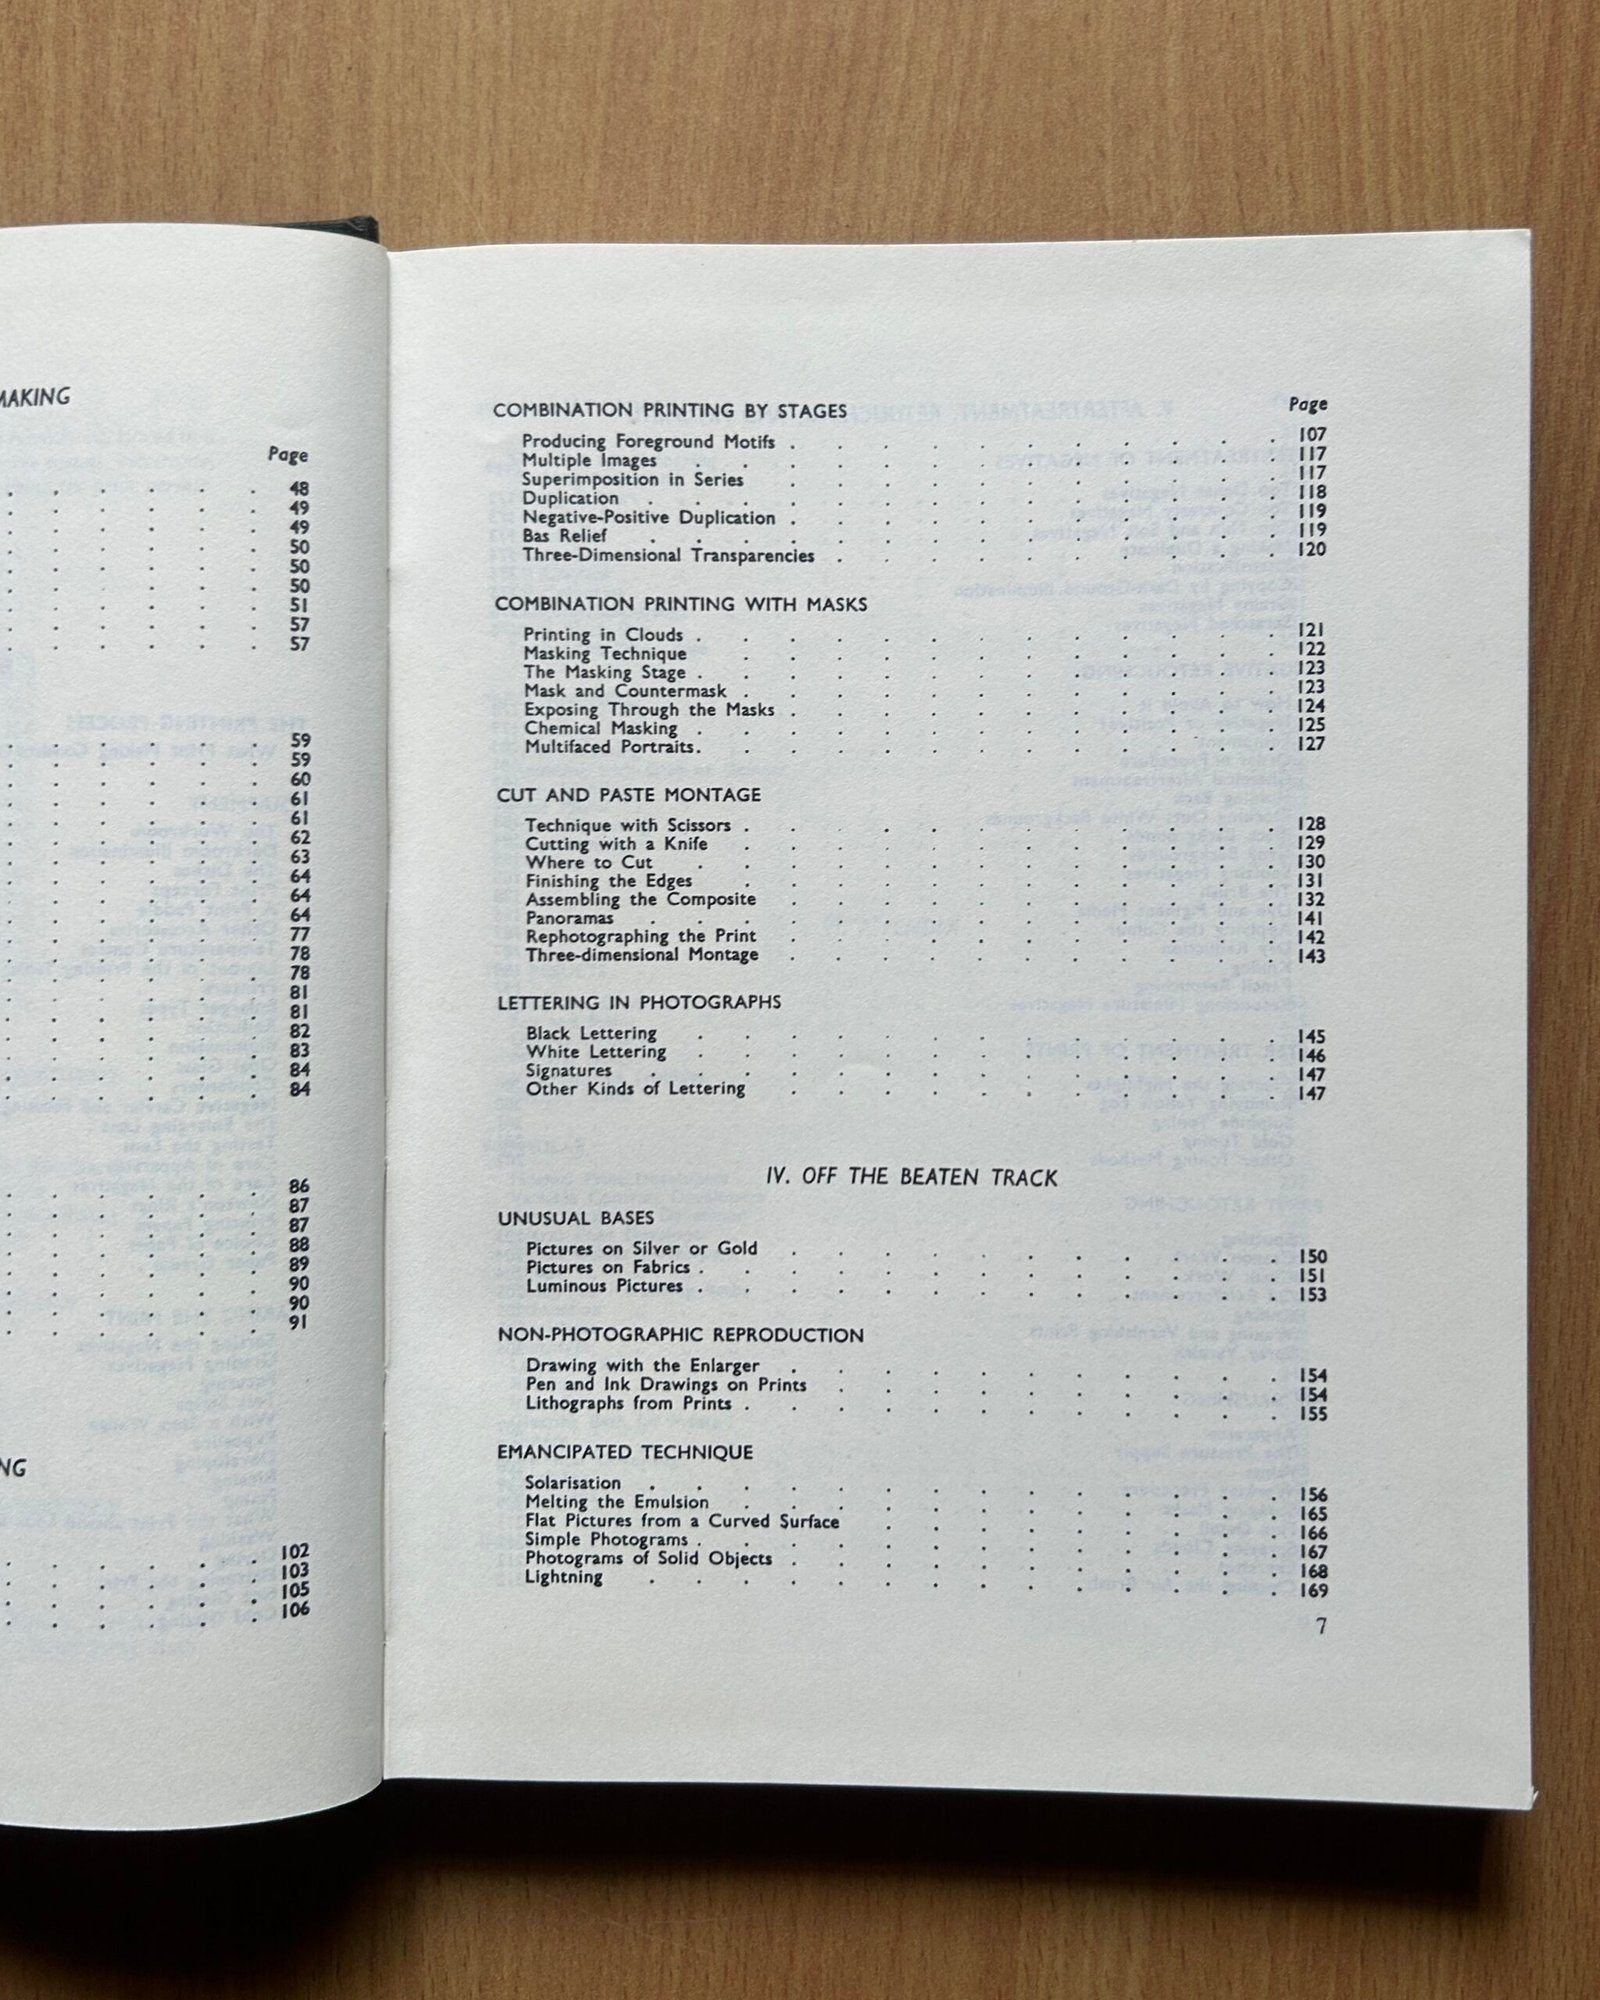 MAKING
Page
48
49
49
50
50
50
51
57
57
59
59
60
61
61
62
63
64
64
64
77
78
78
81
81
82
83
84
84
86
87
87
88
89
90
90
91
NG
102
103
105
106
Page
COMBINATION PRINTING BY STAGES
Producing Foreground Motifs . . . . . . . . . . . 107
Multiple Images . . . . . . . . . . . . . 117
Superimposition in Series . . . . . . . . . . . 117
Duplication . . . . . . . . . . . . . . 118
Negative-Positive Duplication . . . . . . . . . . . 119
Bas Relief . . . . . . . . . . . . . . 119
Three-Dimensional Transparencies . . . . . . . . . . 120
COMBINATION PRINTING WITH MASKS
Printing in Clouds . . . . . . . . . . . . . 121
Masking Technique . . . . . . . . . . . . 122
The Masking Stage . . . . . . . . . . . . . 123
Mask and Countermask . . . . . . . . . . . . 123
Exposing Through the Masks . . . . . . . . . . . 124
Chemical Masking . . . . . . . . . . . . . 125
Multifaced Portraits. . . . . . . . . . . . . 127
CUT AND PASTE MONTAGE
Technique with Scissors . . . . . . . . . . . . 128
Cutting with a Knife . . . . . . . . . . . . 129
Where to Cut . . . . . . . . . . . . . 130
Finishing the Edges . . . . . . . . . . . . 131
Assembling the Composite . . . . . . . . . . . 132
Panoramas . . . . . . . . . . . . . . 141
Rephotographing the Print . . . . . . . . . . . 142
Three-dimensional Montage . . . . . . . . . . . 143
LETTERING IN PHOTOGRAPHS
Black Lettering . . . . . . . . . . . . . 145
White Lettering . . . . . . . . . . . . . 146
Signatures . . . . . . . . . . . . . . 147
Other Kinds of Lettering . . . . . . . . . . . 147
IV. OFF THE BEATEN TRACK
UNUSUAL BASES
Pictures on Silver or Gold . . . . . . . . . . . 150
Pictures on Fabrics . . . . . . . . . . . . . 151
Luminous Pictures . . . . . . . . . . . . . 153
NON-PHOTOGRAPHIC REPRODUCTION
Drawing with the Enlarger . . . . . . . . . . . 154
Pen and Ink Drawings on Prints . . . . . . . . . . 154
Lithographs from Prints . . . . . . . . . . . . 155
EMANCIPATED TECHNIQUE
Solarisation . . . . . . . . . . . . . . 156
Melting the Emulsion . . . . . . . . . . . . 165
Flat Pictures from a Curved Surface . . . . . . . . . 166
Simple Photograms . . . . . . . . . . . . . 167
Photograms of Solid Objects . . . . . . . . . . . 168
Lightning . . . . . . . . . . . . . . 169
7